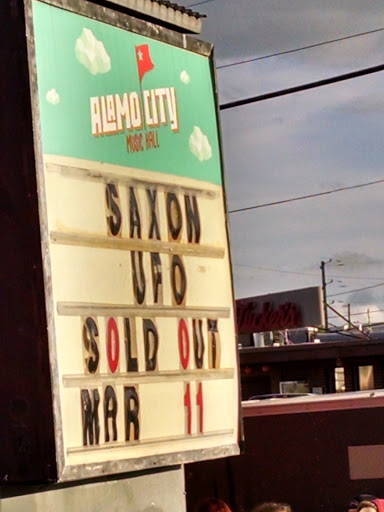 ALAMO CITY
MUSIC HALL
SAXON
UFO
SOLD OUT
MAR 11